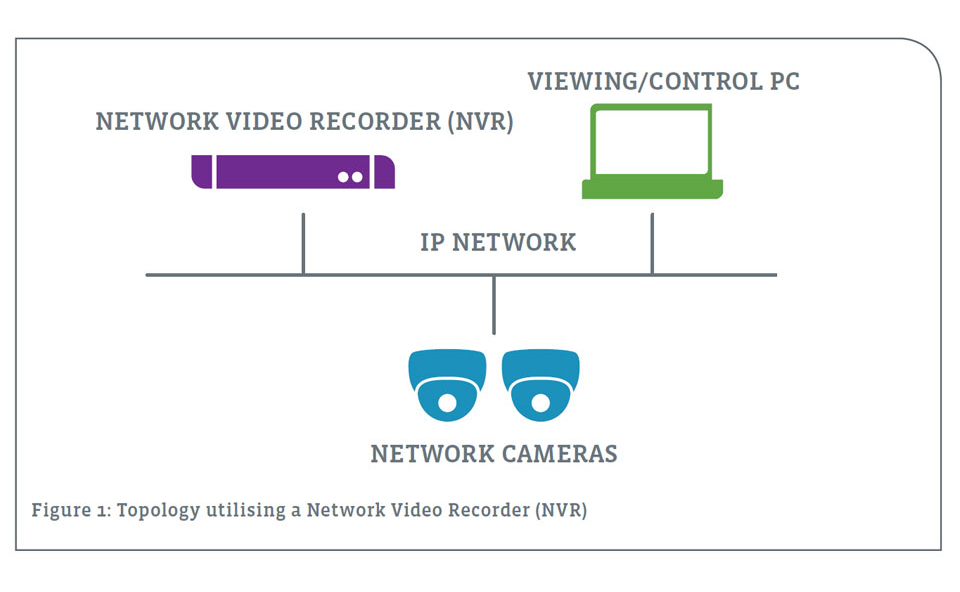 VIEWING/CONTROL PC
NETWORK VIDEO RECORDER (NVR)
IP NETWORK
NETWORK CAMERAS
Figure 1: Topology utilising a Network Video Recorder (NVR)